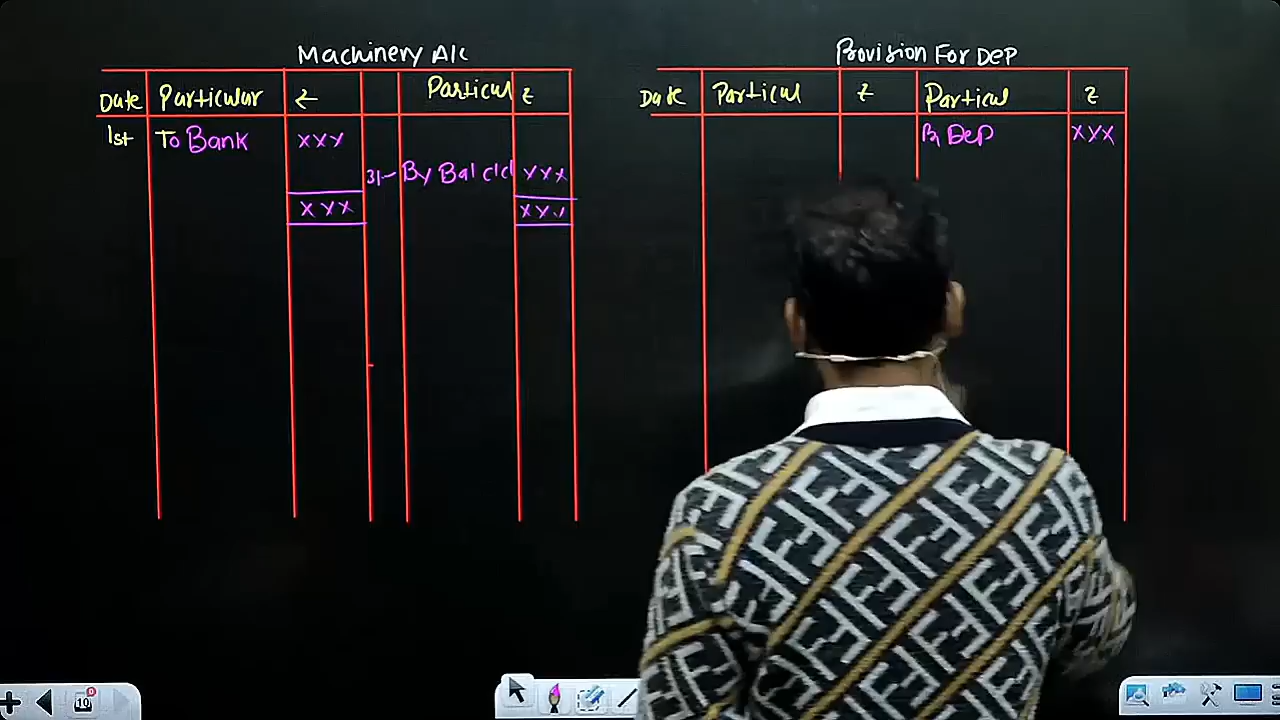 Machinery A/c
Date Particular ₹ Particul ₹
1st To Bank xxx
31- By Bal c/d xxx
xxx xxx
Provision For Dep
Date Particul ₹ Particul ₹
By Dep xxx
10